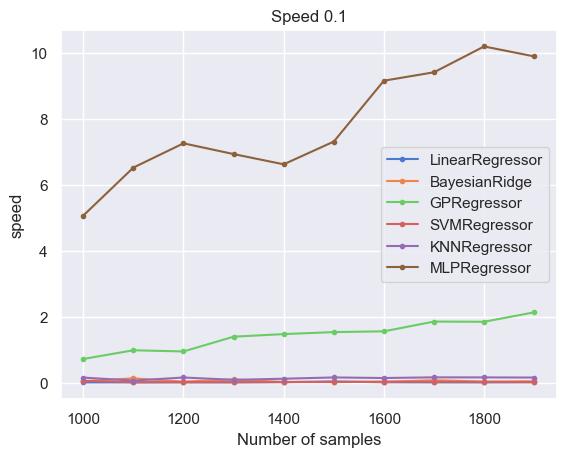 Speed 0.1
speed
10
8
6
4
2
0
LinearRegressor
BayesianRidge
GPRegressor
SVMRegressor
KNNRegressor
MLPRegressor
1000 1200 1400 1600 1800
Number of samples